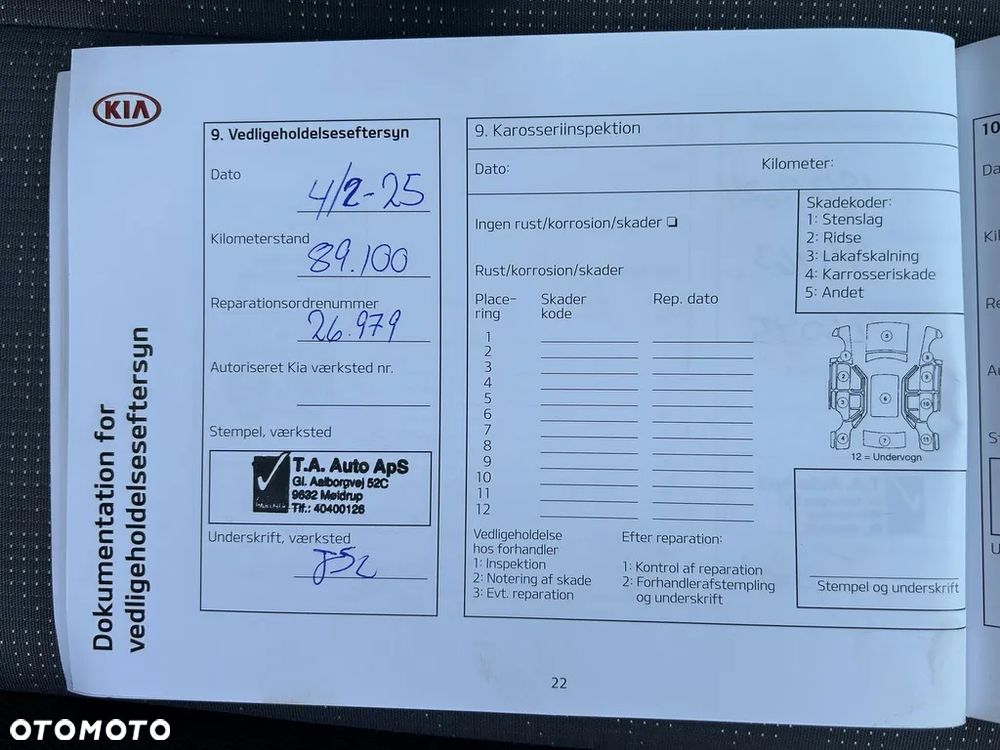 KIA
Dokumentation for
vedligeholdelseseftersyn
9. Vedligeholdelseseftersyn
Dato
4/2-25
Kilometerstand
89.100
Reparationsordrenummer
26.979
Autoriseret Kia værksted nr.
Stempel, værksted
T.A. Auto ApS
Gl. Aalborgvej 52C
9632 Møldrup
Tlf.: 40400126
Underskrift, værksted
9. Karosseriinspektion
Dato:
Kilometer:
Ingen rust/korrosion/skader
Rust/korrosion/skader
Skadekoder:
1: Stenslag
2: Ridse
3: Lakafskalning
4: Karrosseriskade
5: Andet
Place-
ring
Skader
kode
Rep. dato
1
2
3
4
5
6
7
8
9
10
11
12
12 = Undervogn
Vedligeholdelse
hos forhandler
1: Inspektion
2: Notering af skade
3: Evt. reparation
Efter reparation:
1: Kontrol af reparation
2: Forhandlerafstempling
og underskrift
Stempel og underskrift
22
10
OTOMOTO